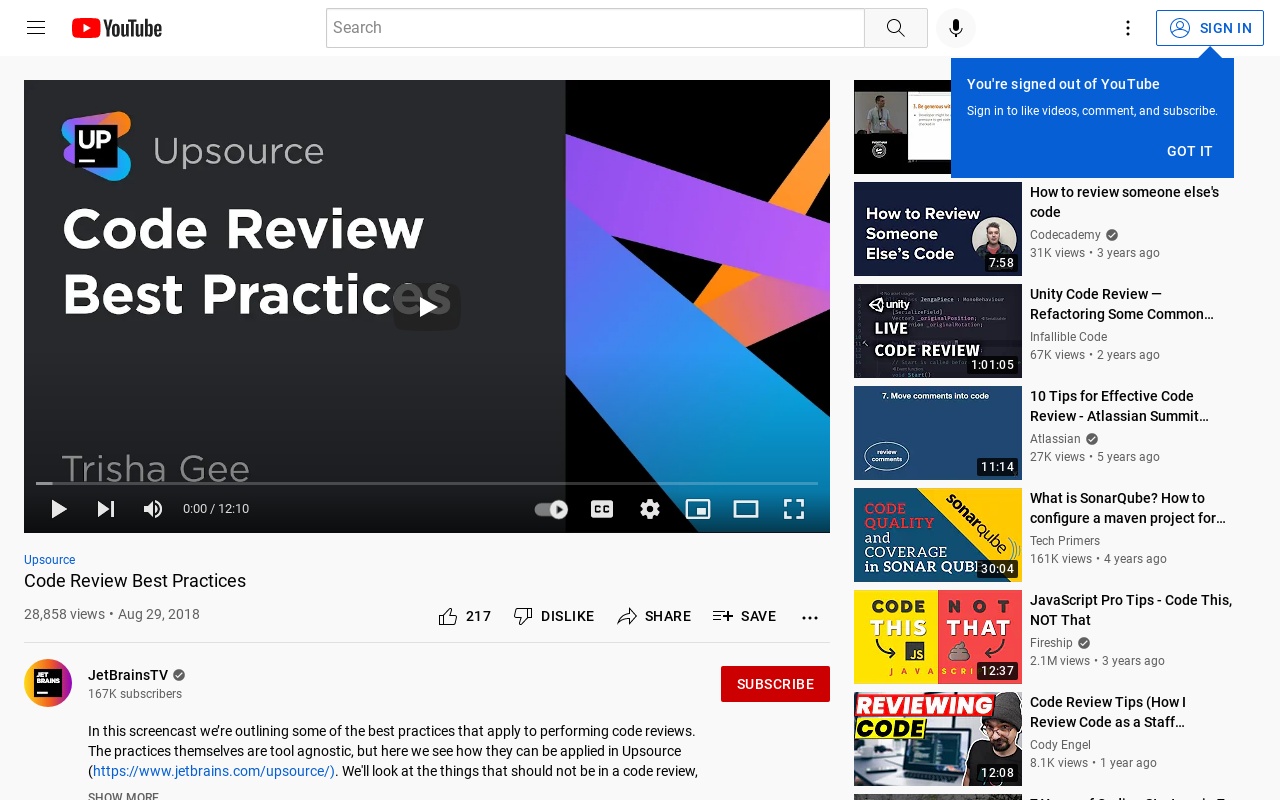 YouTube
Search
SIGN IN
You're signed out of YouTube
Sign in to like videos, comment, and subscribe.
GOT IT
UP
Upsource
Code Review
Best Practices
Trisha Gee
0:00 / 12:10
CC
Upsource
Code Review Best Practices
28,858 views • Aug 29, 2018
217
DISLIKE
SHARE
SAVE
JET
BRAINS
JetBrainsTV
167K subscribers
SUBSCRIBE
In this screencast we’re outlining some of the best practices that apply to performing code reviews.
The practices themselves are tool agnostic, but here we see how they can be applied in Upsource
(https://www.jetbrains.com/upsource/). We'll look at the things that should not be in a code review,
SHOW MORE
How to Review
Someone
Else's Code
7:58
How to review someone else's
code
Codecademy
31K views • 3 years ago
unity
LIVE
CODE REVIEW
1:01:05
Unity Code Review —
Refactoring Some Common…
Infallible Code
67K views • 2 years ago
7. Move comments into code
review
comments
11:14
10 Tips for Effective Code
Review - Atlassian Summit…
Atlassian
27K views • 5 years ago
CODE
QUALITY
and
COVERAGE
in SONAR QUBE
sonarqube
30:04
What is SonarQube? How to
configure a maven project for…
Tech Primers
161K views • 4 years ago
CODE
THIS
JS
NOT
THAT
JAVASCRI
12:37
JavaScript Pro Tips - Code This,
NOT That
Fireship
2.1M views • 3 years ago
REVIEWING
CODE
12:08
Code Review Tips (How I
Review Code as a Staff…
Cody Engel
8.1K views • 1 year ago